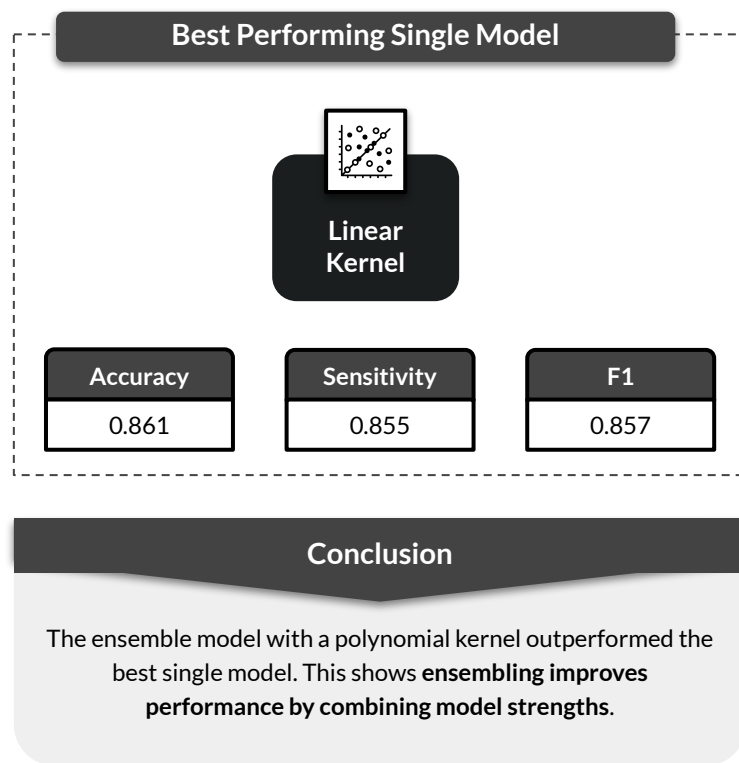 Best Performing Single Model
Linear
Kernel
Accuracy
Sensitivity
F1
0.861
0.855
0.857
Conclusion
The ensemble model with a polynomial kernel outperformed the
best single model. This shows ensembling improves
performance by combining model strengths.